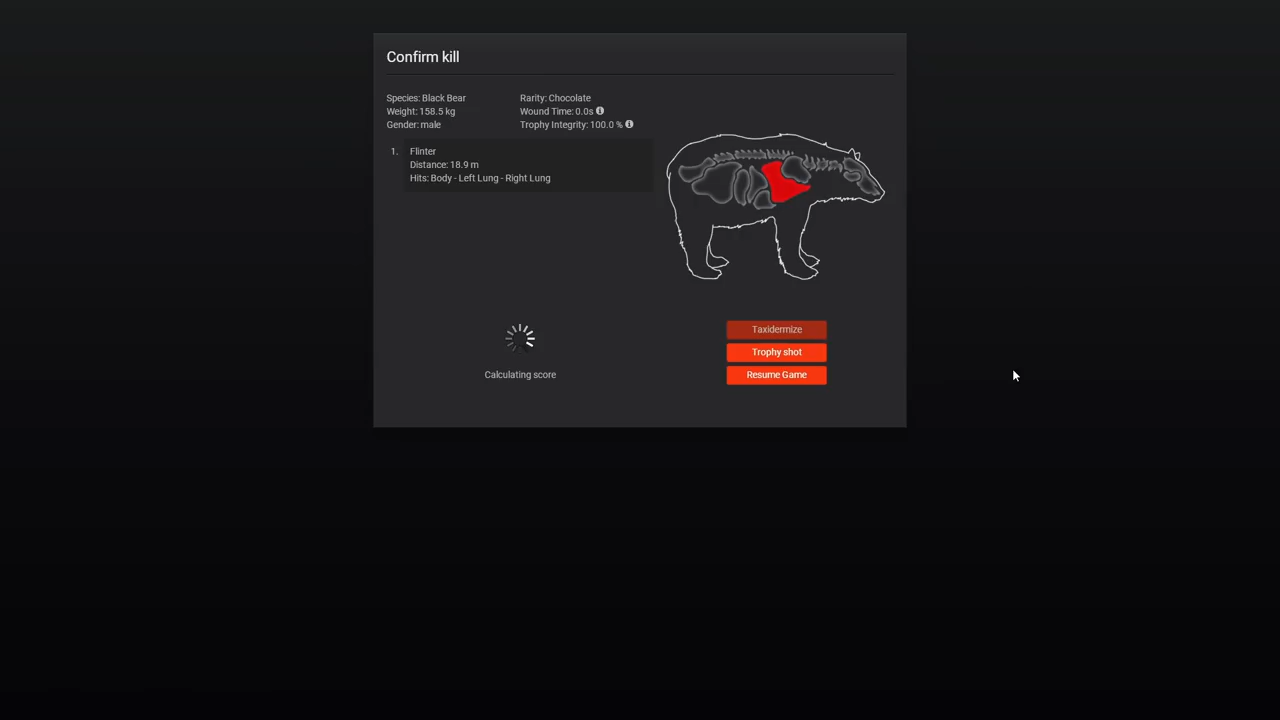 Confirm kill
Species: Black Bear
Weight: 158.5 kg
Gender: male
Rarity: Chocolate
Wound Time: 0.0s
Trophy Integrity: 100.0 %
1.
Flinter
Distance: 18.9 m
Hits: Body - Left Lung - Right Lung
Calculating score
Taxidermize
Trophy shot
Resume Game